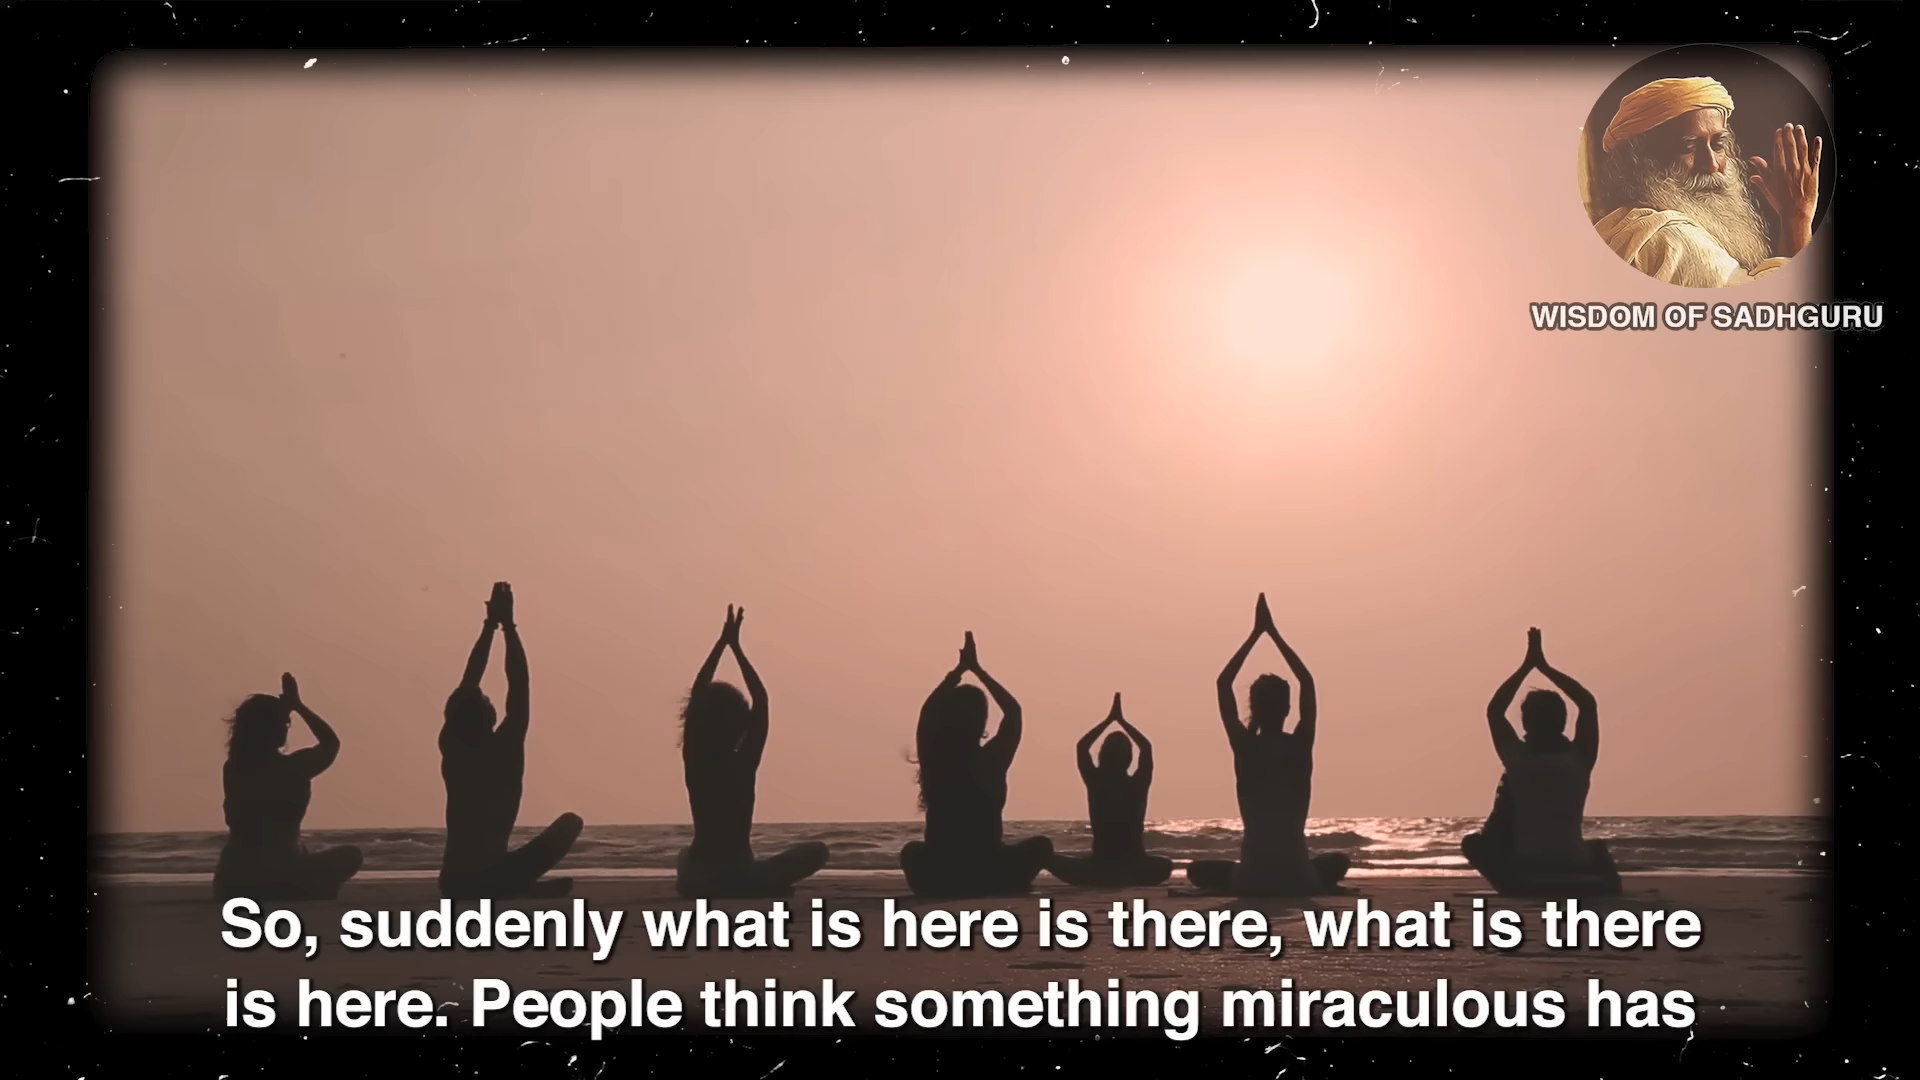 WISDOM OF SADHGURU
So, suddenly what is here is there, what is there
is here. People think something miraculous has